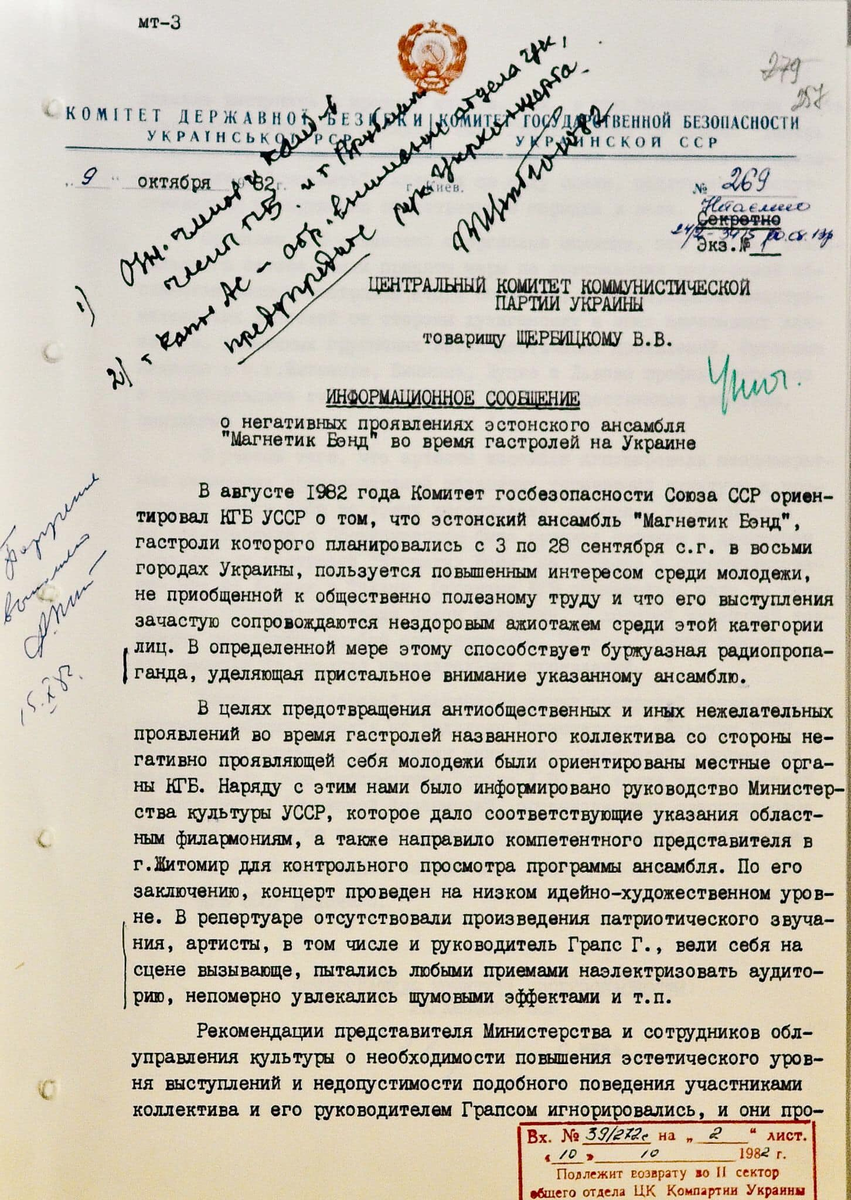 мт-3
279
257
КОМІТЕТ ДЕРЖАВНОЇ БЕЗПЕКИ
УКРАЇНСЬКОЇ РСР
КОМИТЕТ ГОСУДАРСТВЕННОЙ БЕЗОПАСНОСТИ
УКРАИНСКОЙ ССР
"9" октября 1982 г. г. Киев.
№ 269
Нтаємно
Секретно
Экз.№ 1
1)
члены ПБ
2) т
предупредить
ЦЕНТРАЛЬНЫЙ КОМИТЕТ КОММУНИСТИЧЕСКОЙ
ПАРТИИ УКРАИНЫ
товарищу ЩЕРБИЦКОМУ В.В.
ИНФОРМАЦИОННОЕ СООБЩЕНИЕ
о негативных проявлениях эстонского ансамбля
"Магнетик Бэнд" во время гастролей на Украине
В августе 1982 года Комитет госбезопасности Союза ССР ориен-
тировал КГБ УССР о том, что эстонский ансамбль "Магнетик Бэнд",
гастроли которого планировались с 3 по 28 сентября с.г. в восьми
городах Украины, пользуется повышенным интересом среди молодежи,
не приобщенной к общественно полезному труду и что его выступления
зачастую сопровождаются нездоровым ажиотажем среди этой категории
лиц. В определенной мере этому способствует буржуазная радиопропа-
ганда, уделяющая пристальное внимание указанному ансамблю.
15.X.82.
В целях предотвращения антиобщественных и иных нежелательных
проявлений во время гастролей названного коллектива со стороны не-
гативно проявляющей себя молодежи были ориентированы местные орга-
ны КГБ. Наряду с этим нами было информировано руководство Министер-
ства культуры УССР, которое дало соответствующие указания област-
ным филармониям, а также направило компетентного представителя в
г.Житомир для контрольного просмотра программы ансамбля. По его
заключению, концерт проведен на низком идейно-художественном уров-
не. В репертуаре отсутствовали произведения патриотического звуча-
ния, артисты, в том числе и руководитель Грапс Г., вели себя на
сцене вызывающе, пытались любыми приемами наэлектризовать аудито-
рию, непомерно увлекались шумовыми эффектами и т.п.
Рекомендации представителя Министерства и сотрудников обл-
управления культуры о необходимости повышения эстетического уров-
ня выступлений и недопустимости подобного поведения участниками
коллектива и его руководителем Грапсом игнорировались, и они про-
Вх. № 39/272с на „ 2 " лист.
« 10 » 10 1982 г.
Подлежит возврату во II сектор
общего отдела ЦК Компартии Украины